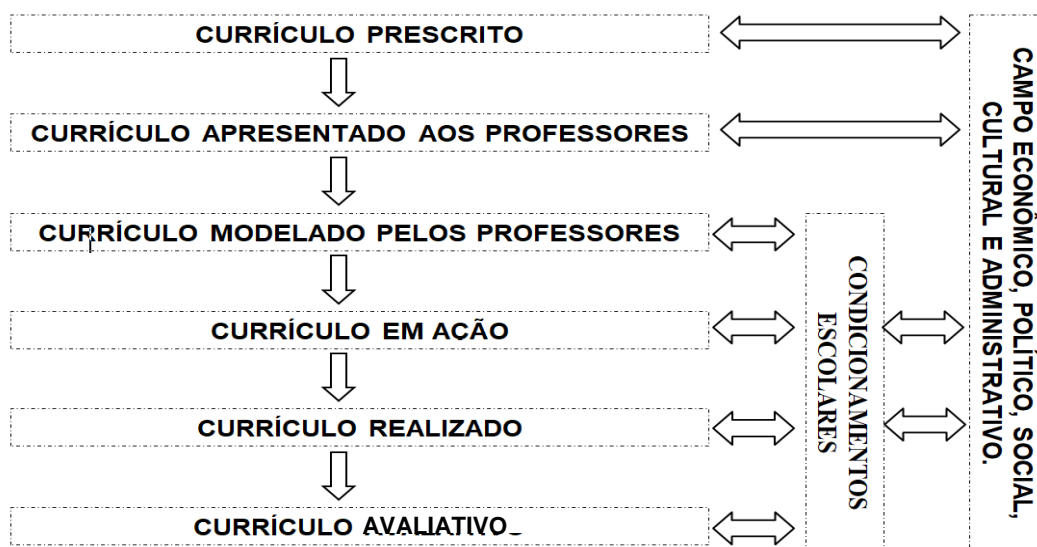 CURRÍCULO PRESCRITO
CURRÍCULO APRESENTADO AOS PROFESSORES
CURRÍCULO MODELADO PELOS PROFESSORES
CURRÍCULO EM AÇÃO
CURRÍCULO REALIZADO
CURRÍCULO AVALIATIVO
CONDICIONAMENTOS
ESCOLARES
CAMPO ECONÔMICO, POLÍTICO, SOCIAL,
CULTURAL E ADMINISTRATIVO.